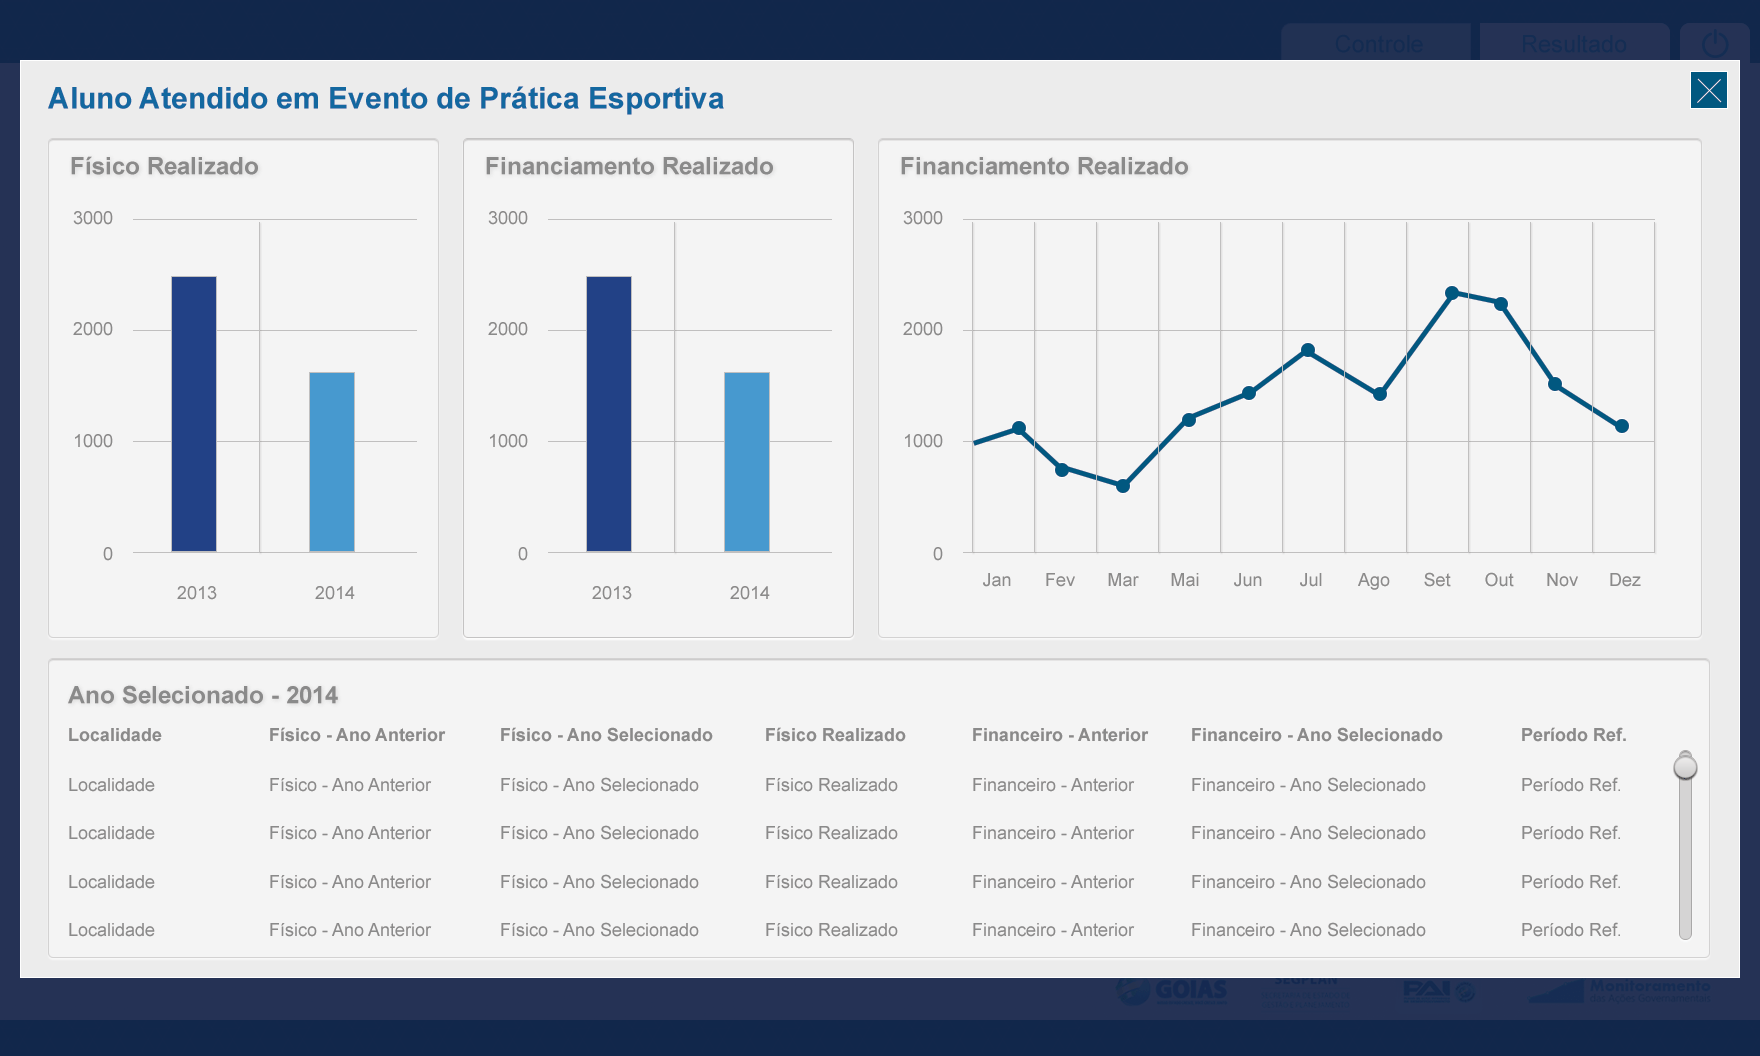 Controle Resultado
Aluno Atendido em Evento de Prática Esportiva
Físico Realizado
3000
2000
1000
0
2013 2014
Financiamento Realizado
3000
2000
1000
0
2013 2014
Financiamento Realizado
3000
2000
1000
0
Jan Fev Mar Mai Jun Jul Ago Set Out Nov Dez
Ano Selecionado - 2014
Localidade Físico - Ano Anterior Físico - Ano Selecionado Físico Realizado Financeiro - Anterior Financeiro - Ano Selecionado Período Ref.
Localidade Físico - Ano Anterior Físico - Ano Selecionado Físico Realizado Financeiro - Anterior Financeiro - Ano Selecionado Período Ref.
Localidade Físico - Ano Anterior Físico - Ano Selecionado Físico Realizado Financeiro - Anterior Financeiro - Ano Selecionado Período Ref.
Localidade Físico - Ano Anterior Físico - Ano Selecionado Físico Realizado Financeiro - Anterior Financeiro - Ano Selecionado Período Ref.
Localidade Físico - Ano Anterior Físico - Ano Selecionado Físico Realizado Financeiro - Anterior Financeiro - Ano Selecionado Período Ref.
GOIÁS SEGPLAN PAI Monitoramento
das Ações Governamentais